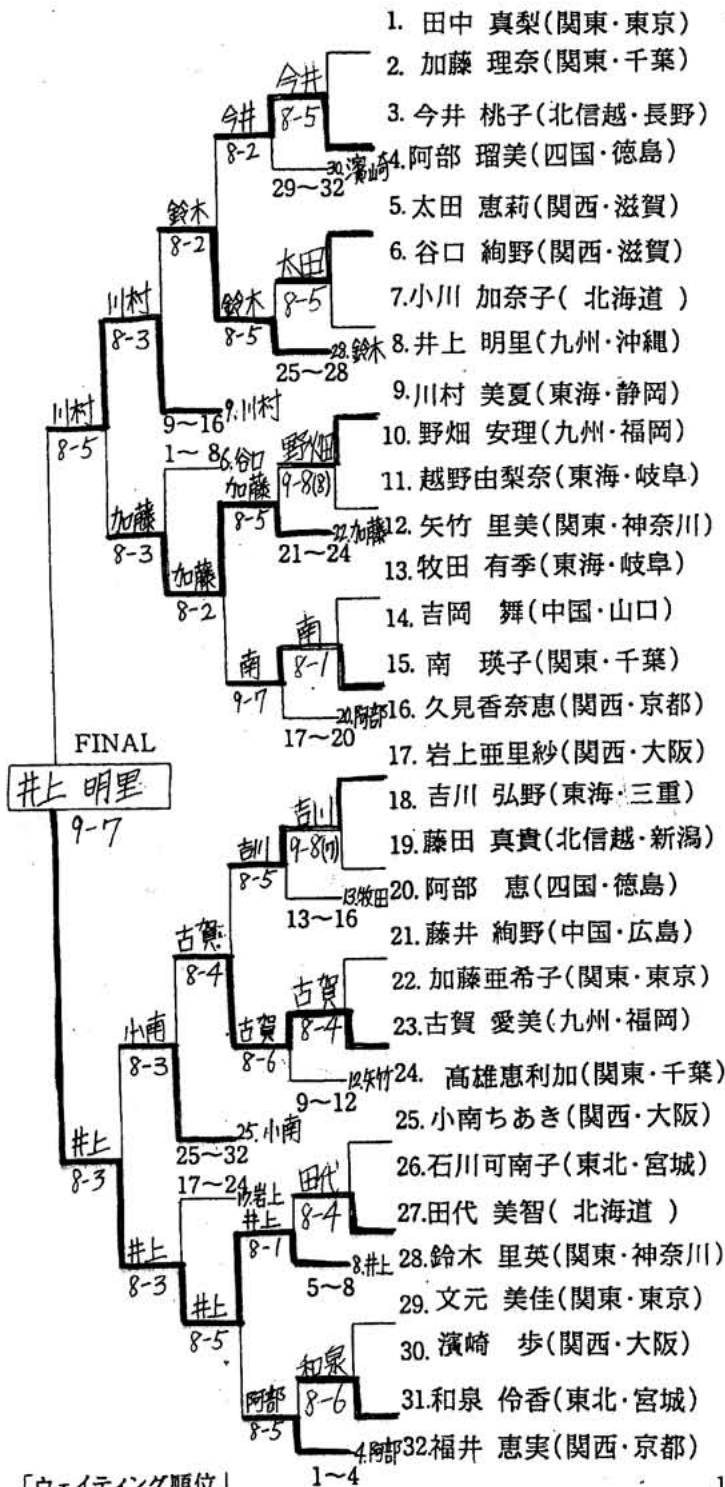 1. 田中 真梨(関東・東京)
2. 加藤 理奈(関東・千葉)
3. 今井 桃子(北信越・長野)
4. 阿部 瑠美(四国・徳島)
5. 太田 恵莉(関西・滋賀)
6. 谷口 絢野(関西・滋賀)
7. 小川 加奈子( 北海道 )
8. 井上 明里(九州・沖縄)
9. 川村 美夏(東海・静岡)
10. 野畑 安理(九州・福岡)
11. 越野由梨奈(東海・岐阜)
12. 矢竹 里美(関東・神奈川)
13. 牧田 有季(東海・岐阜)
14. 吉岡 舞(中国・山口)
15. 南 瑛子(関東・千葉)
16. 久見香奈恵(関西・京都)
17. 岩上亜里紗(関西・大阪)
18. 吉川 弘野(東海・三重)
19. 藤田 真貴(北信越・新潟)
20. 阿部 恵(四国・徳島)
21. 藤井 絢野(中国・広島)
22. 加藤亜希子(関東・東京)
23. 古賀 愛美(九州・福岡)
24. 髙雄恵利加(関東・千葉)
25. 小南ちあき(関西・大阪)
26. 石川可南子(東北・宮城)
27. 田代 美智( 北海道 )
28. 鈴木 里英(関東・神奈川)
29. 文元 美佳(関東・東京)
30. 濱崎 歩(関西・大阪)
31. 和泉 伶香(東北・宮城)
32. 福井 恵実(関西・京都)
今井
8-5
今井
8-2
30.濱崎
29～32
鈴木
8-2
太田
8-5
鈴木
8-5
28.鈴木
25～28
川村
8-3
9.川村
9～16
川村
8-5
1～8
6.谷口
野畑
9-8(8)
加藤
8-5
22.加藤
21～24
加藤
8-3
加藤
8-2
南
8-1
南
9-7
20.阿部
17～20
FINAL
井上 明里
9-7
吉川
9-8(7)
吉川
8-5
13.牧田
13～16
古賀
8-4
古賀
8-4
古賀
8-6
12.矢竹
9～12
小南
8-3
25.小南
25～32
井上
8-3
17～24
17.岩上
田代
8-4
井上
8-1
8.井上
5～8
井上
8-3
井上
8-5
和泉
8-6
阿部
8-5
4.阿部
1～4
「ウェイティング順位」
1